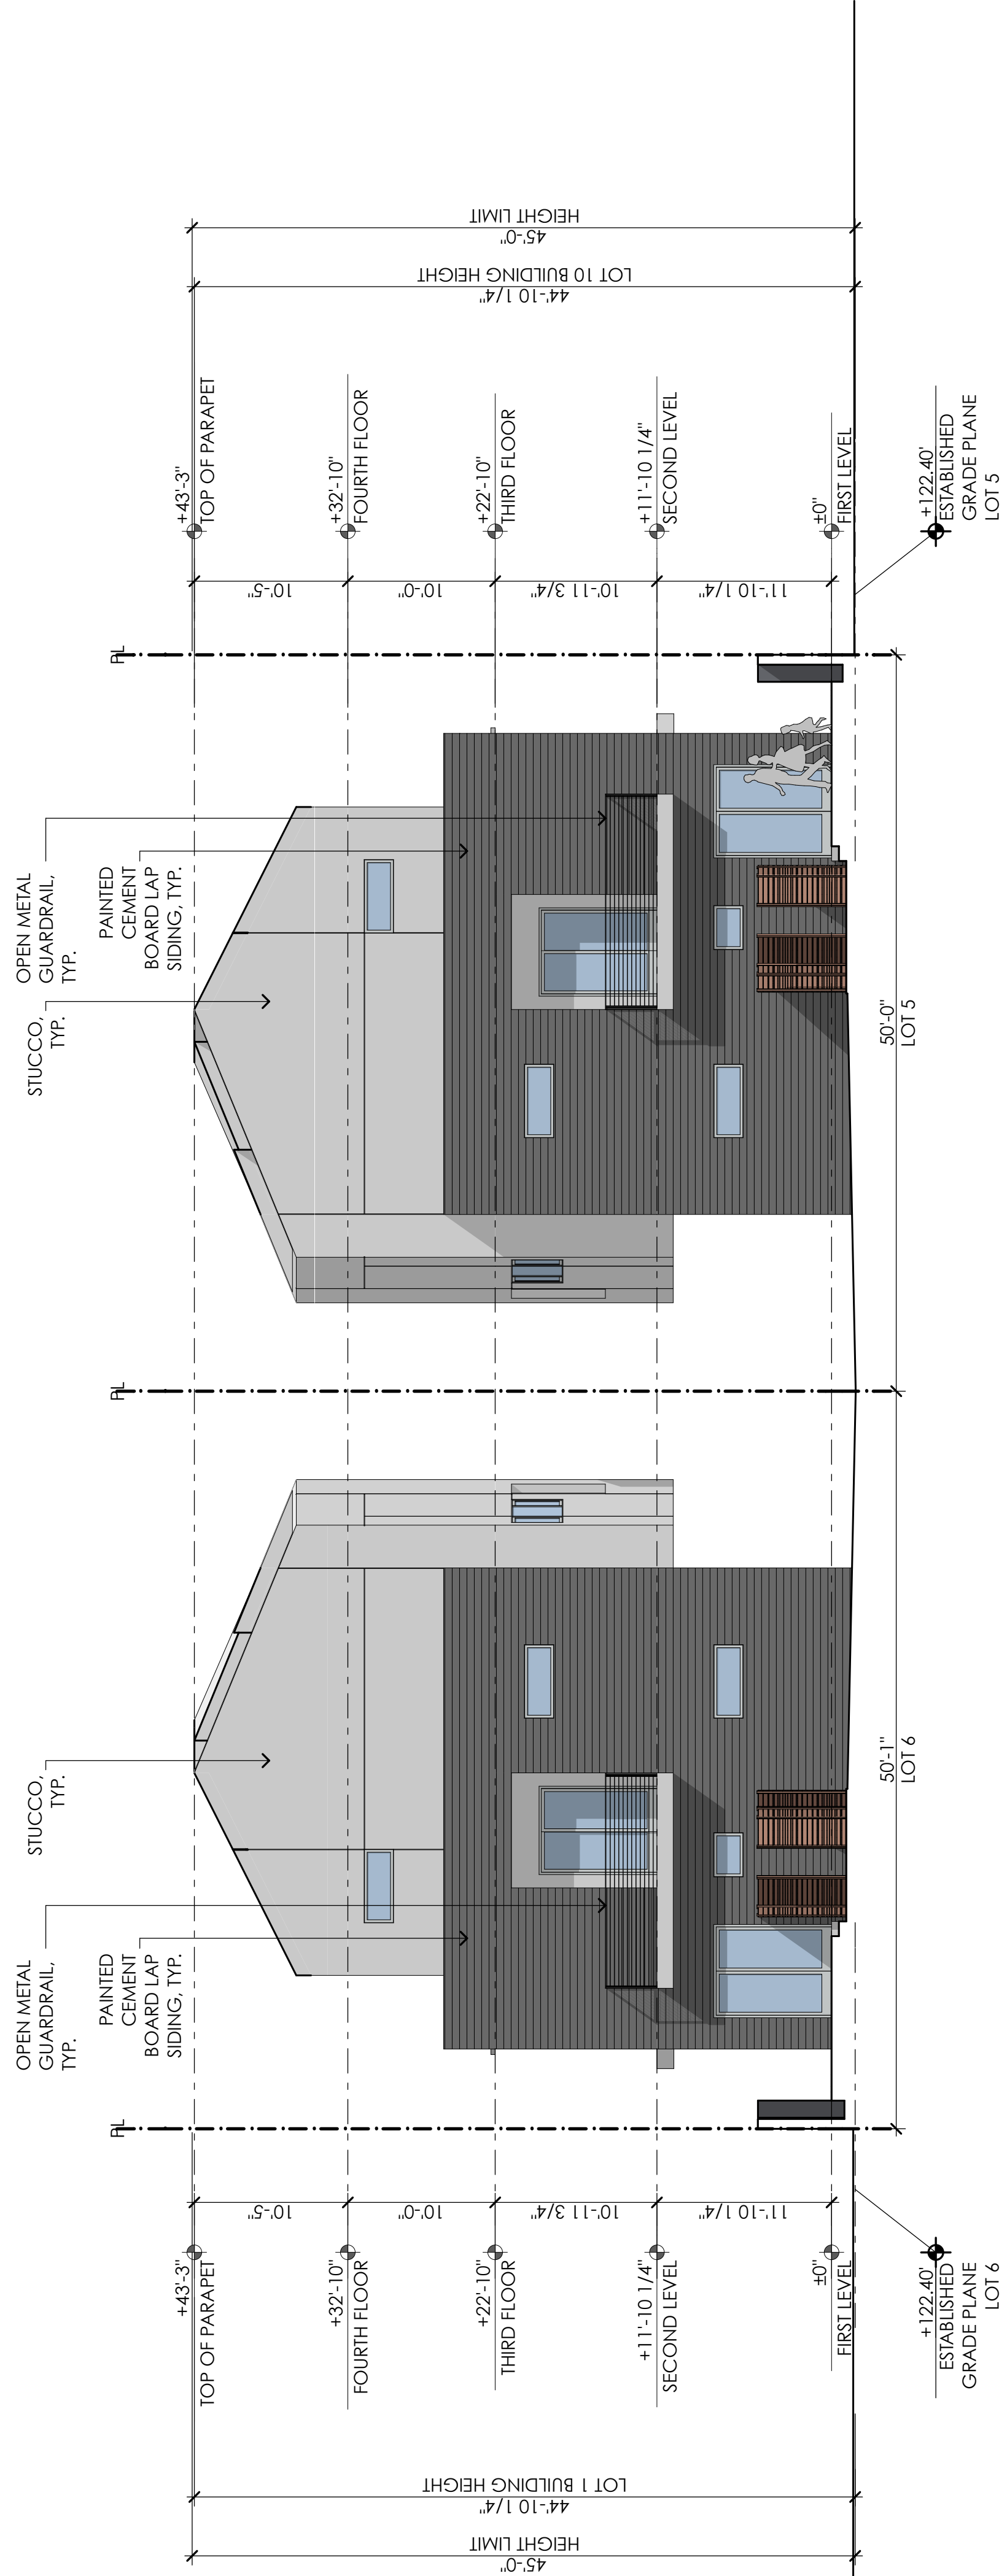 45'-0"
HEIGHT LIMIT
44'-10 1/4"
LOT 1 BUILDING HEIGHT
+43'-3"
TOP OF PARAPET
+32'-10"
FOURTH FLOOR
+22'-10"
THIRD FLOOR
+11'-10 1/4"
SECOND LEVEL
±0"
FIRST LEVEL
+122.40'
ESTABLISHED
GRADE PLANE
LOT 6
10'-5"
10'-0"
10'-11 3/4"
11'-10 1/4"
PL
OPEN METAL
GUARDRAIL,
TYP.
PAINTED
CEMENT
BOARD LAP
SIDING, TYP.
STUCCO,
TYP.
50'-1"
LOT 6
PL
STUCCO,
TYP.
OPEN METAL
GUARDRAIL,
TYP.
PAINTED
CEMENT
BOARD LAP
SIDING, TYP.
50'-0"
LOT 5
PL
10'-5"
10'-0"
10'-11 3/4"
11'-10 1/4"
+43'-3"
TOP OF PARAPET
+32'-10"
FOURTH FLOOR
+22'-10"
THIRD FLOOR
+11'-10 1/4"
SECOND LEVEL
±0"
FIRST LEVEL
+122.40'
ESTABLISHED
GRADE PLANE
LOT 5
44'-10 1/4"
LOT 10 BUILDING HEIGHT
45'-0"
HEIGHT LIMIT